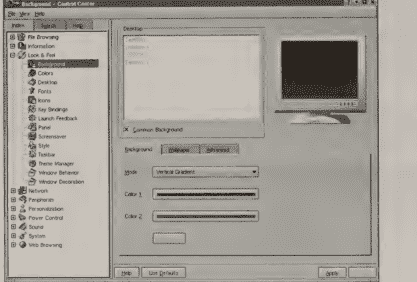 Background - Control Center
File View Help
Index Search Help
File Browsing
Information
Look & Feel
Background
Colors
Desktop
Fonts
Icons
Key Bindings
Launch Feedback
Panel
Screensaver
Style
Taskbar
Theme Manager
Window Behavior
Window Decoration
Network
Peripherals
Personalization
Power Control
Sound
System
Web Browsing
Desktop
Common Background
Background Wallpaper Advanced
Mode Vertical Gradient
Color 1
Color 2
Help Use Defaults Apply